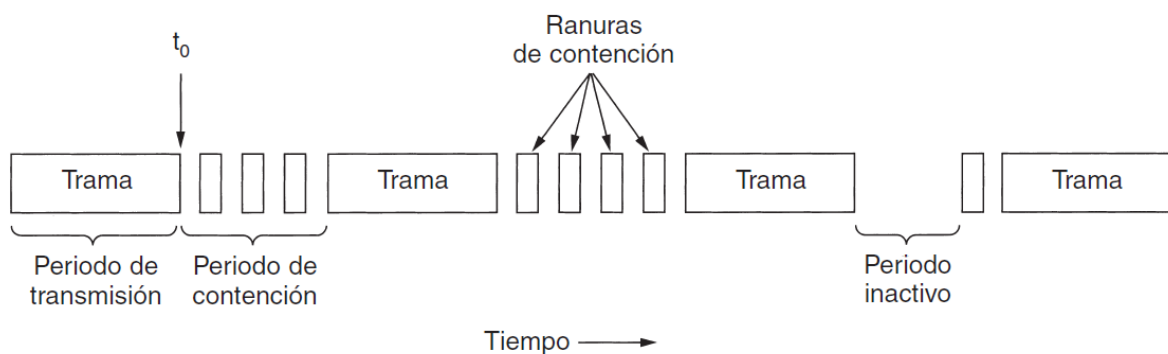 t0
Ranuras
de contención
Trama
Trama
Trama
Trama
Periodo de
transmisión
Periodo de
contención
Periodo
inactivo
Tiempo